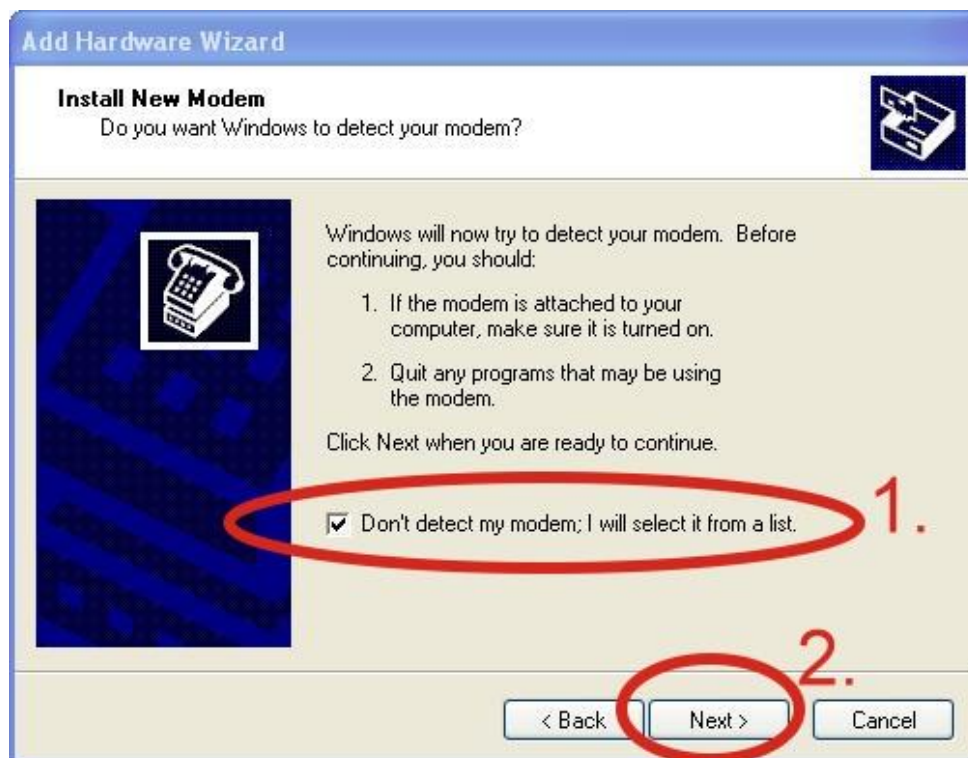 Add Hardware Wizard
Install New Modem
Do you want Windows to detect your modem?
Windows will now try to detect your modem. Before
continuing, you should:
1. If the modem is attached to your
computer, make sure it is turned on.
2. Quit any programs that may be using
the modem.
Click Next when you are ready to continue.
Don't detect my modem; I will select it from a list.
1.
2.
< Back
Next >
Cancel